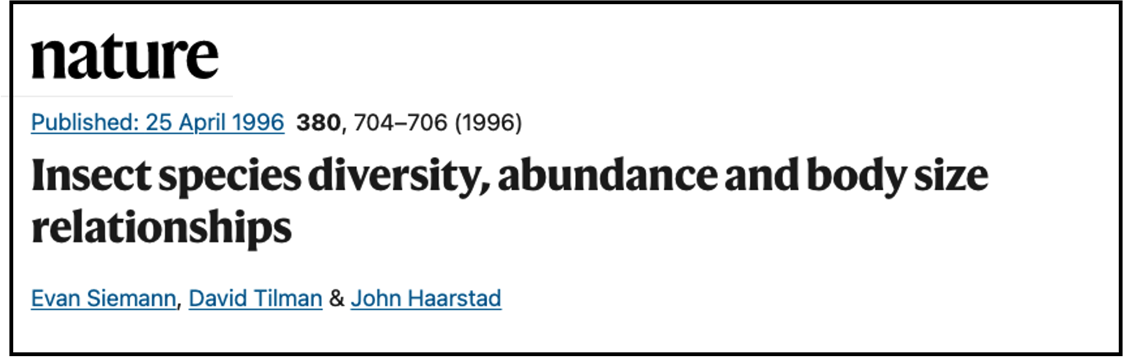 nature
Published: 25 April 1996 380, 704–706 (1996)
Insect species diversity, abundance and body size
relationships
Evan Siemann, David Tilman & John Haarstad